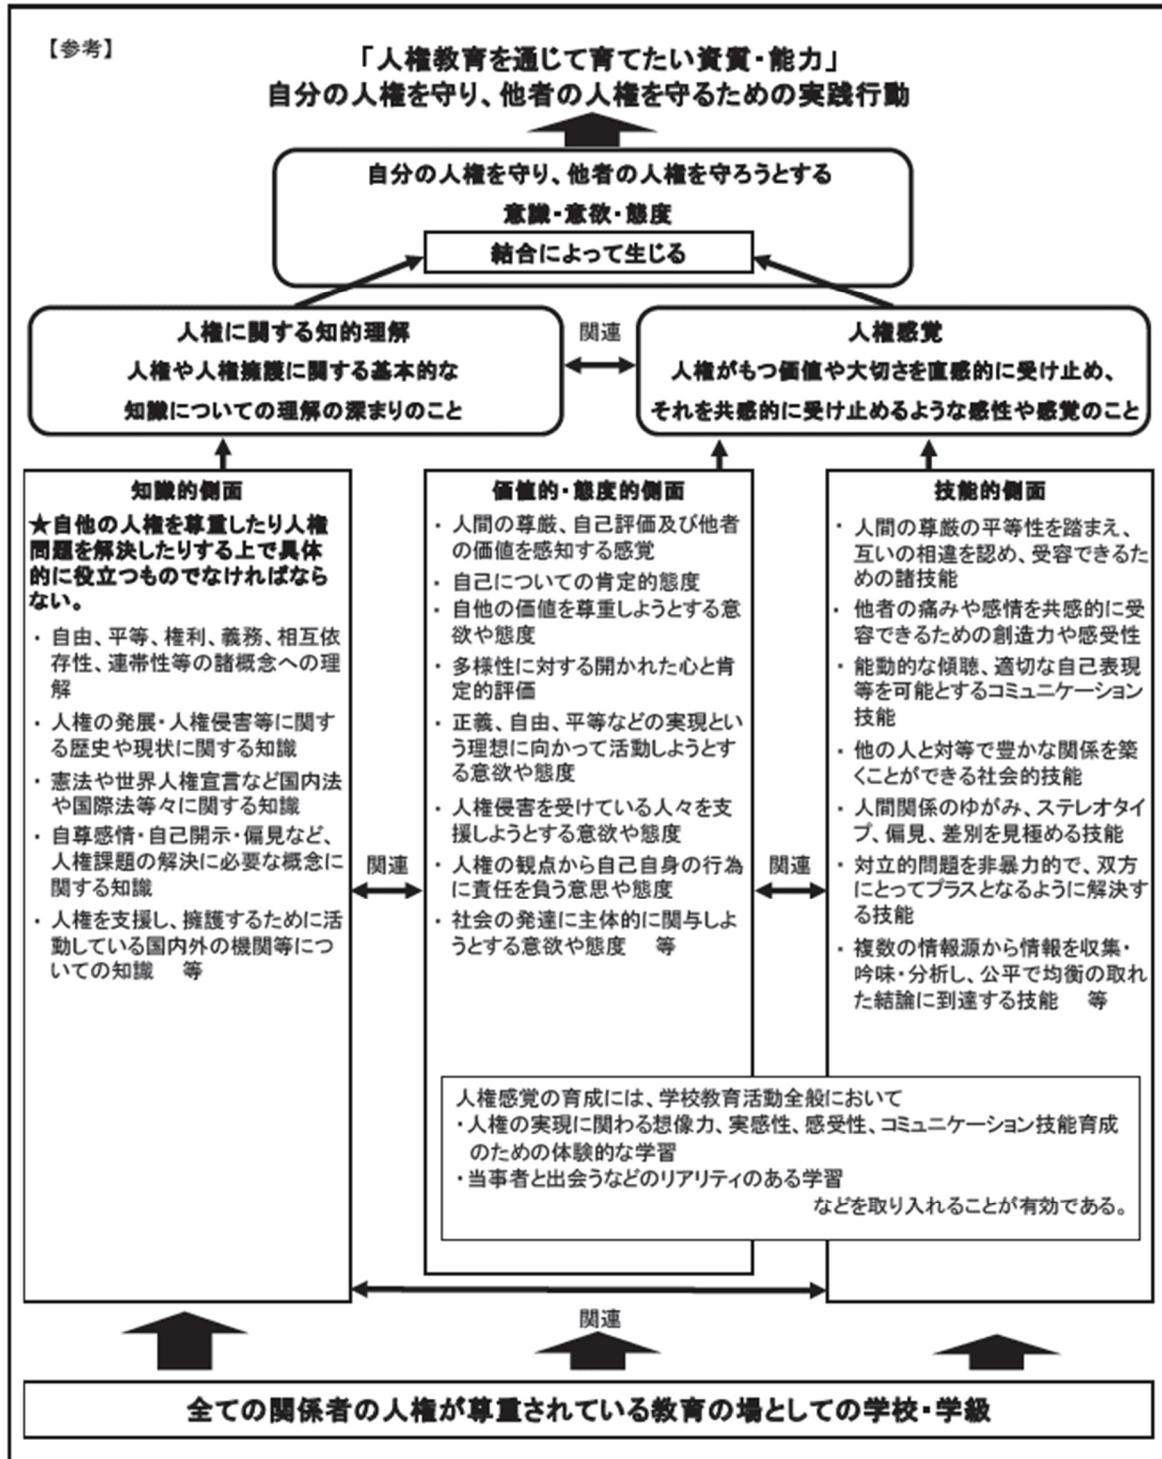 【参考】
「人権教育を通じて育てたい資質・能力」
自分の人権を守り、他者の人権を守るための実践行動
自分の人権を守り、他者の人権を守ろうとする
意識・意欲・態度
結合によって生じる
人権に関する知的理解
人権や人権擁護に関する基本的な
知識についての理解の深まりのこと
関連
人権感覚
人権がもつ価値や大切さを直感的に受け止め、
それを共感的に受け止めるような感性や感覚のこと
知識的側面
★自他の人権を尊重したり人権
問題を解決したりする上で具体
的に役立つものでなければなら
ない。
・自由、平等、権利、義務、相互依
存性、連帯性等の諸概念への理
解
・人権の発展・人権侵害等に関す
る歴史や現状に関する知識
・憲法や世界人権宣言など国内法
や国際法等々に関する知識
・自尊感情・自己開示・偏見など、
人権課題の解決に必要な概念に
関する知識
・人権を支援し、擁護するために活
動している国内外の機関等につ
いての知識 等
関連
価値的・態度的側面
・人間の尊厳、自己評価及び他者
の価値を感知する感覚
・自己についての肯定的態度
・自他の価値を尊重しようとする意
欲や態度
・多様性に対する開かれた心と肯
定的評価
・正義、自由、平等などの実現とい
う理想に向かって活動しようとす
る意欲や態度
・人権侵害を受けている人々を支
援しようとする意欲や態度
・人権の観点から自己自身の行為
に責任を負う意思や態度
・社会の発達に主体的に関与しよ
うとする意欲や態度 等
関連
技能的側面
・人間の尊厳の平等性を踏まえ、
互いの相違を認め、受容できるた
めの諸技能
・他者の痛みや感情を共感的に受
容できるための創造力や感受性
・能動的な傾聴、適切な自己表現
等を可能とするコミュニケーション
技能
・他の人と対等で豊かな関係を築
くことができる社会的技能
・人間関係のゆがみ、ステレオタイ
プ、偏見、差別を見極める技能
・対立的問題を非暴力的で、双方
にとってプラスとなるように解決す
る技能
・複数の情報源から情報を収集・
吟味・分析し、公平で均衡の取れ
た結論に到達する技能 等
人権感覚の育成には、学校教育活動全般において
・人権の実現に関わる想像力、実感性、感受性、コミュニケーション技能育成
のための体験的な学習
・当事者と出会うなどのリアリティのある学習
などを取り入れることが有効である。
関連
全ての関係者の人権が尊重されている教育の場としての学校・学級